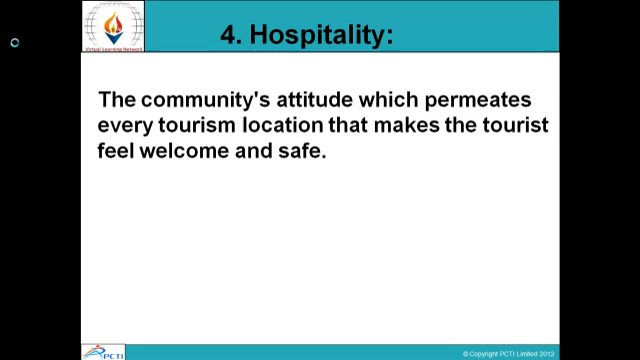 4. Hospitality:
Virtual Learning Network
The community's attitude which permeates
every tourism location that makes the tourist
feel welcome and safe.
PCTI
© Copyright PCTI Limited 2012